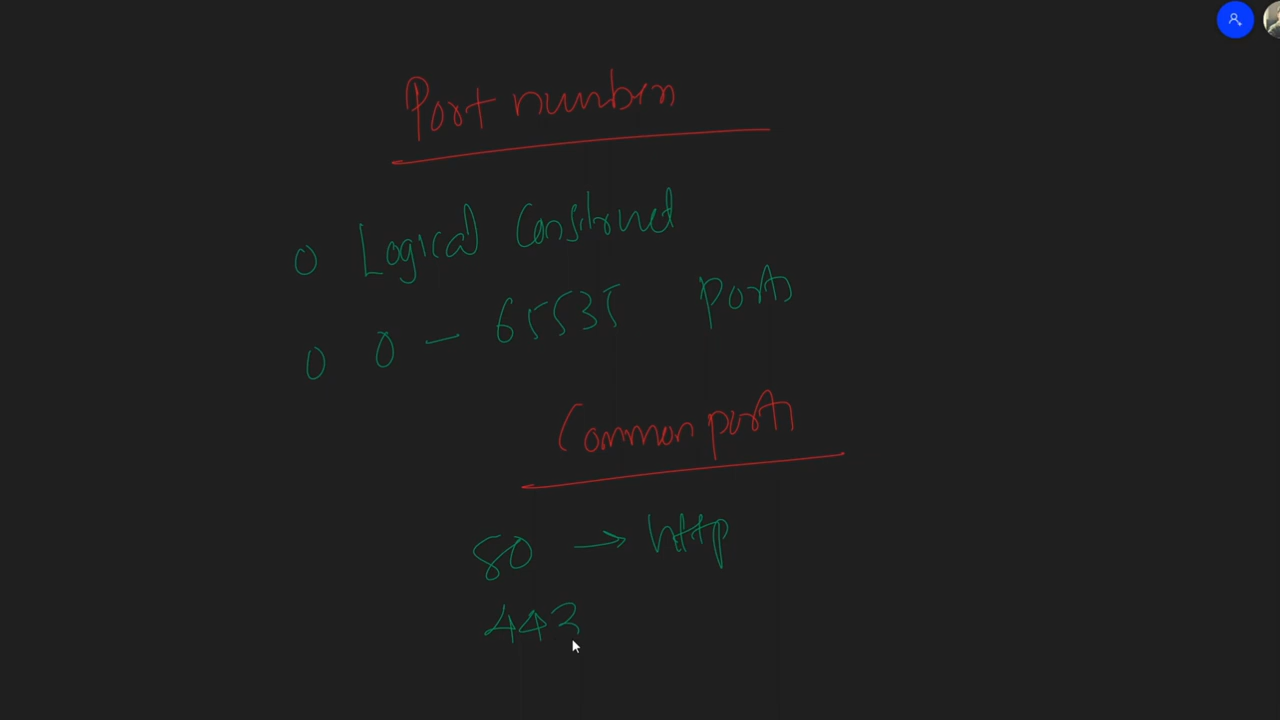 Port number
o Logical Construct
o 0 - 65535 ports
Common ports
80 → http
443